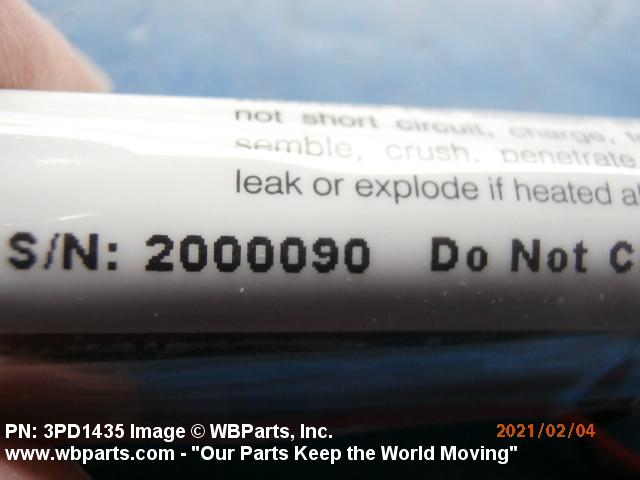 not short circuit, charge,
semble, crush, penetrate
leak or explode if heated
S/N: 2000090 Do Not C
PN: 3PD1435 Image © WBParts, Inc. 2021/02/04
www.wbparts.com - "Our Parts Keep the World Moving"